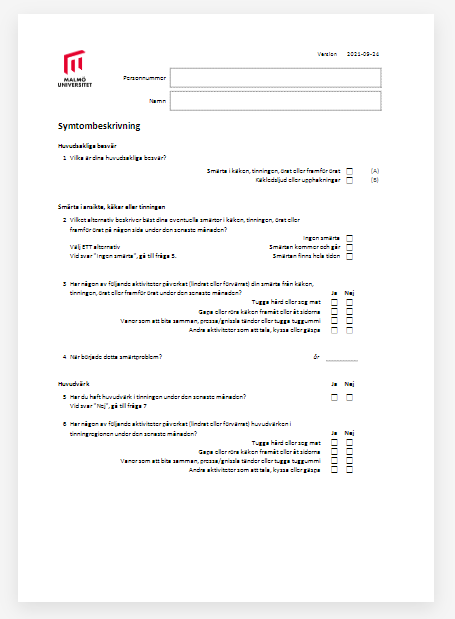 Version 2021-05-24
MALMÖ
UNIVERSITET
Personnummer
Namn
Symtombeskrivning
Huvudsakliga besvär
1 Vilka är dina huvudsakliga besvär?
Smärta i käken, tinningen, örat eller framför örat (A)
Käkledsljud eller upphakningar (B)
Smärta i ansikte, käkar eller tinningen
2 Vilket alternativ beskriver bäst dina eventuella smärtor i käken, tinningen, örat eller
framför örat på någon sida under den senaste månaden?
Ingen smärta
Välj ETT alternativ Smärtan kommer och går
Vid svar "Ingen smärta", gå till fråga 5. Smärtan finns hela tiden
3 Har någon av följande aktiviteter påverkat (lindrat eller förvärrat) din smärta från käken,
tinningen, örat eller framför örat under den senaste månaden? Ja Nej
Tugga hård eller seg mat
Gapa eller röra käken framåt eller åt sidorna
Vanor som att bita samman, pressa/gnissla tänder eller tugga tuggummi
Andra aktiviteter som att tala, kyssa eller gäspa
4 När började detta smärtproblem? år
Huvudvärk Ja Nej
5 Har du haft huvudvärk i tinningen under den senaste månaden?
Vid svar "Nej", gå till fråga 7
6 Har någon av följande aktiviteter påverkat (lindrat eller förvärrat) huvudvärken i
tinningregionen under den senaste månaden? Ja Nej
Tugga hård eller seg mat
Gapa eller röra käken framåt eller åt sidorna
Vanor som att bita samman, pressa/gnissla tänder eller tugga tuggummi
Andra aktiviteter som att tala, kyssa eller gäspa